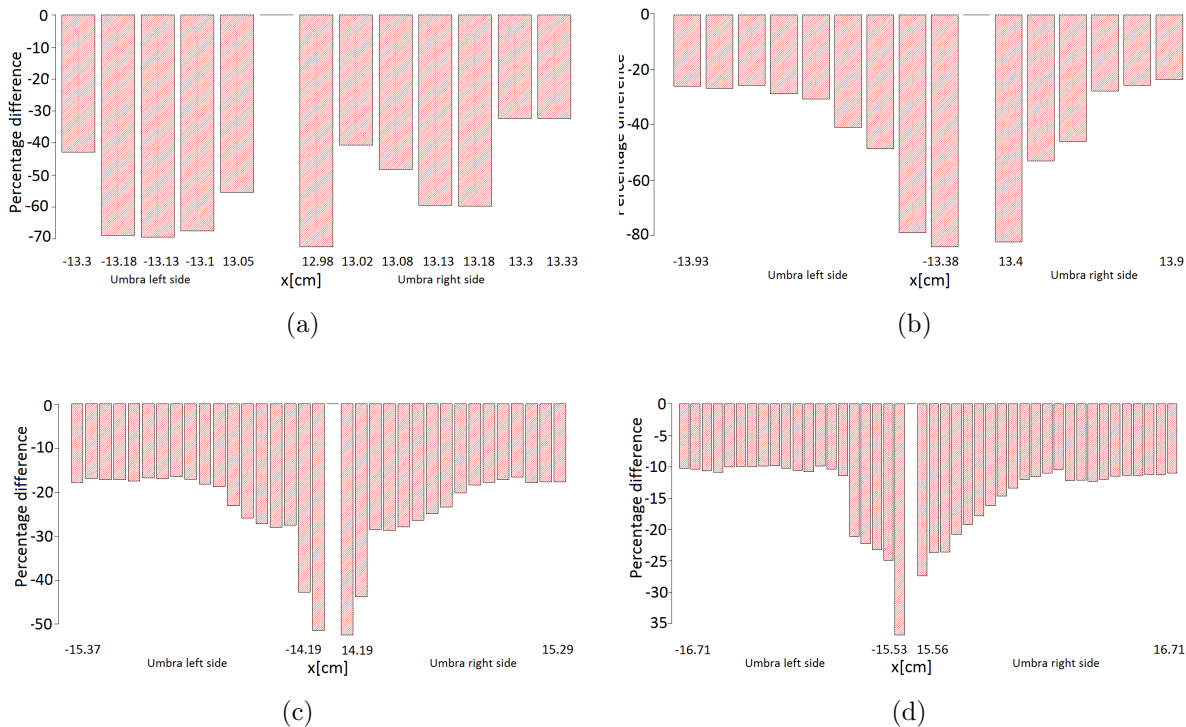 Percentage difference
0
-10
-20
-30
-40
-50
-60
-70
-13.3 -13.18 -13.13 -13.1 13.05 12.98 13.02 13.08 13.13 13.18 13.3 13.33
Umbra left side x[cm] Umbra right side
(a)
Percentage difference
0
-20
-40
-60
-80
-13.93 -13.38 13.4 13.9
Umbra left side x[cm] Umbra right side
(b)
Percentage difference
0
-10
-20
-30
-40
-50
-15.37 -14.19 14.19 15.29
Umbra left side x[cm] Umbra right side
(c)
Percentage difference
0
-5
-10
-15
-20
-25
-30
35
-16.71 -15.53 15.56 16.71
Umbra left side x[cm] Umbra right side
(d)